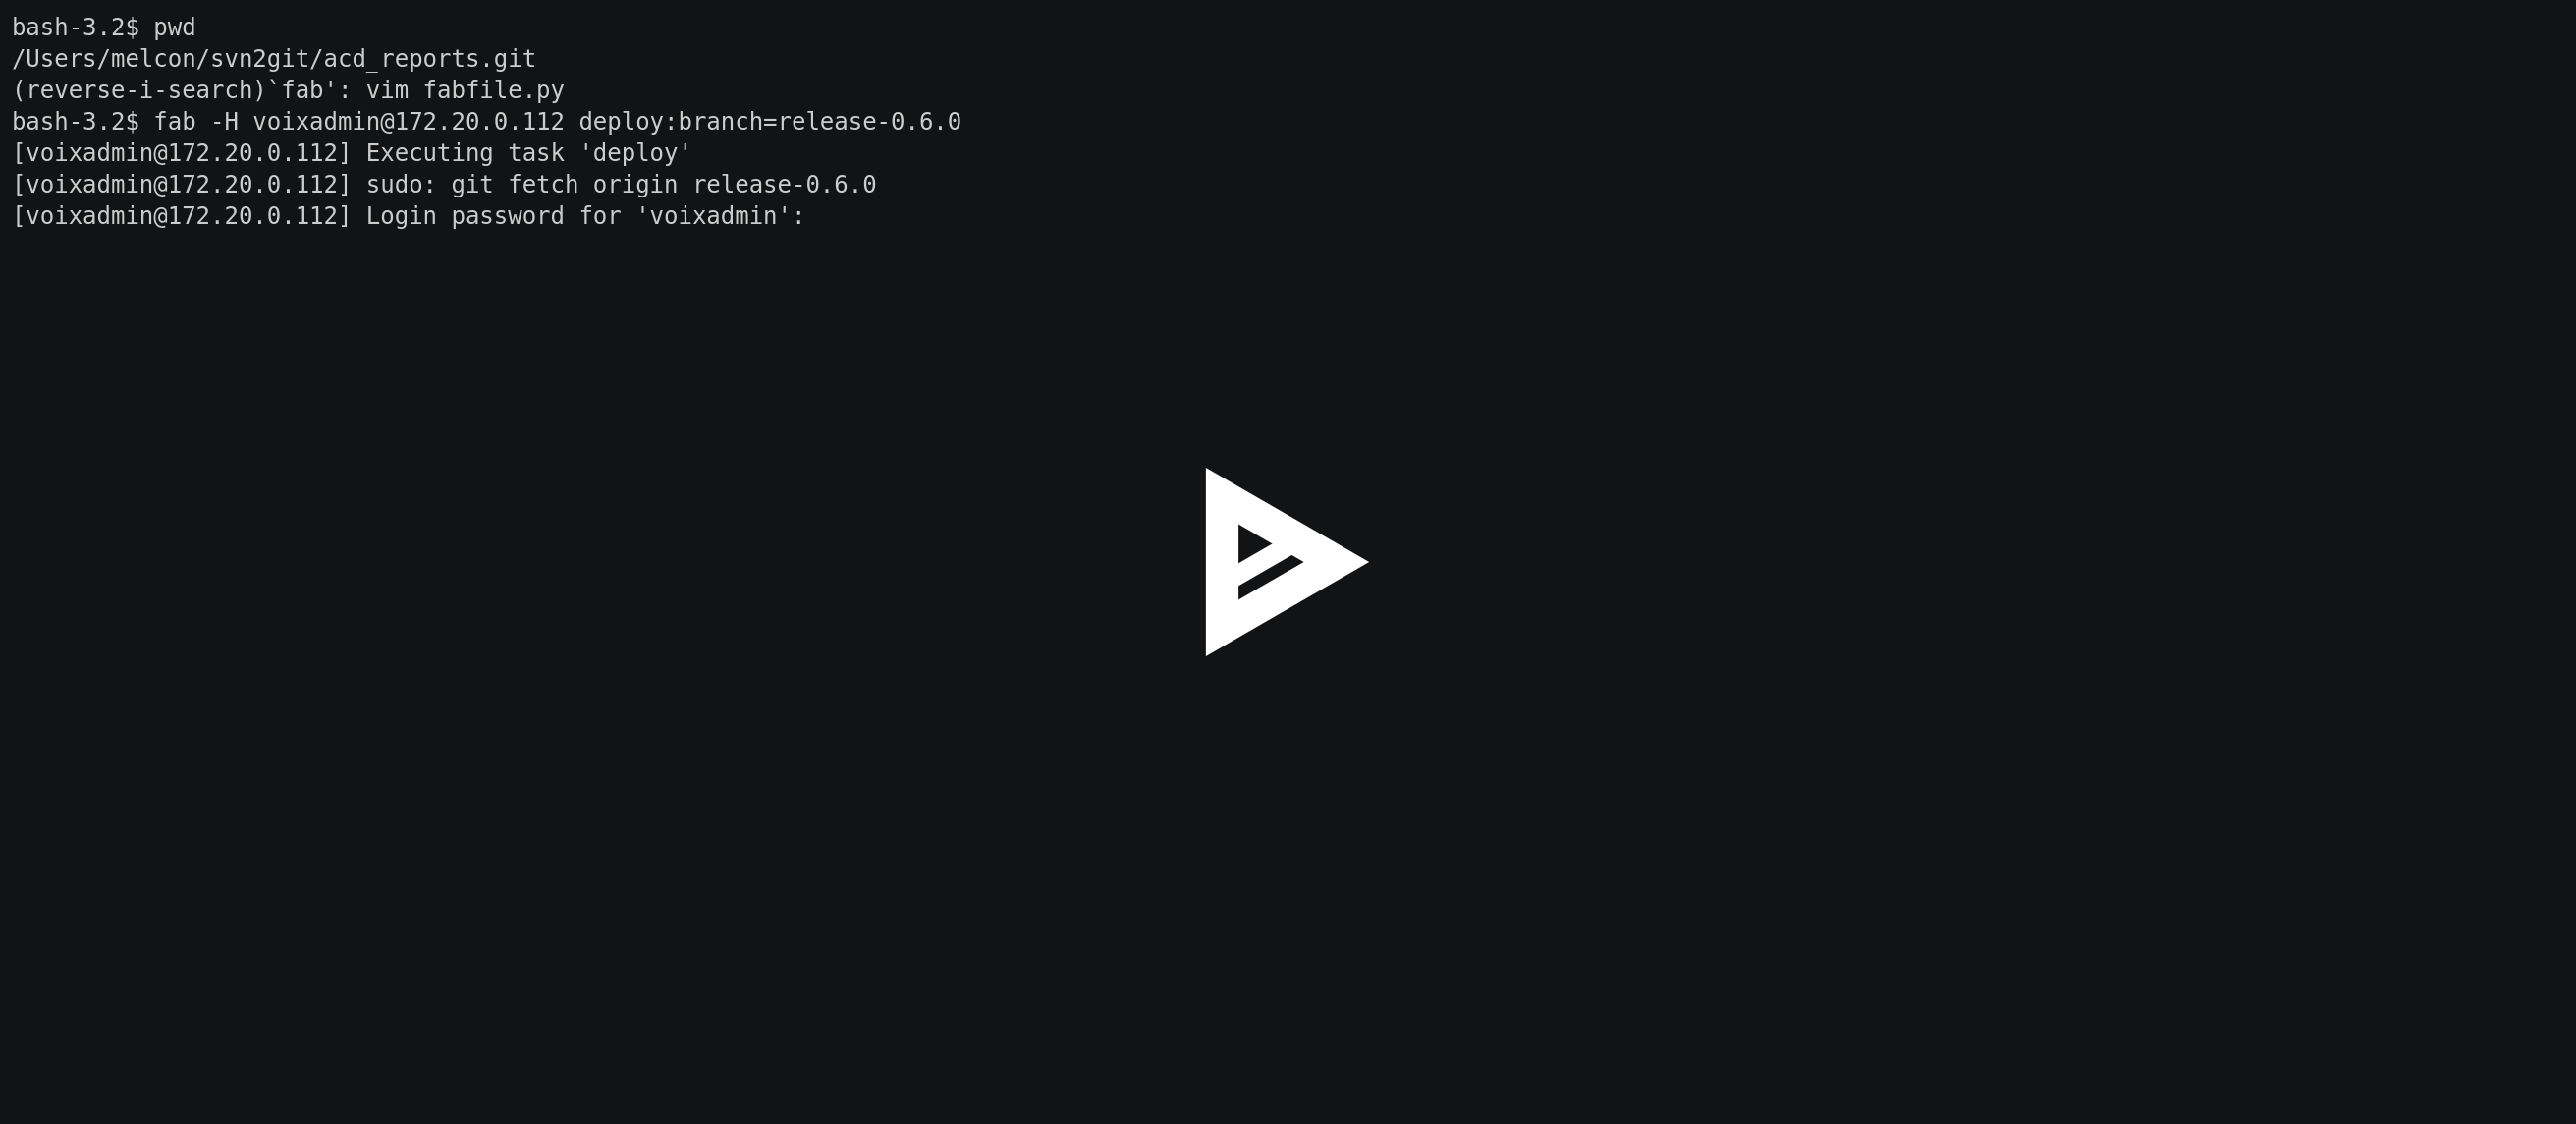 bash-3.2$ pwd
/Users/melcon/svn2git/acd_reports.git
(reverse-i-search)`fab': vim fabfile.py
bash-3.2$ fab -H voixadmin@172.20.0.112 deploy:branch=release-0.6.0
[voixadmin@172.20.0.112] Executing task 'deploy'
[voixadmin@172.20.0.112] sudo: git fetch origin release-0.6.0
[voixadmin@172.20.0.112] Login password for 'voixadmin':